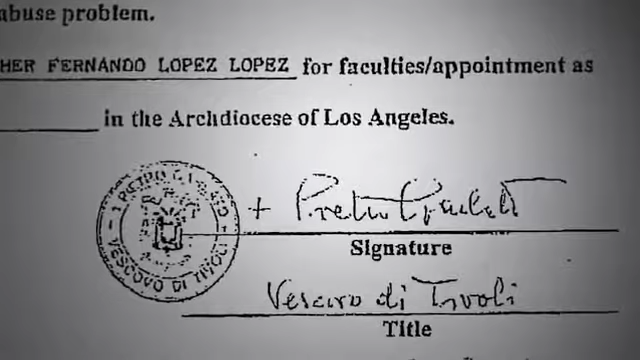 abuse problem.
HER FERNANDO LOPEZ LOPEZ for faculties/appointment as
in the Archdiocese of Los Angeles.
VESCOVO DI TIVOLI
+ Pietro
Signature
Vescovo di Tivoli
Title